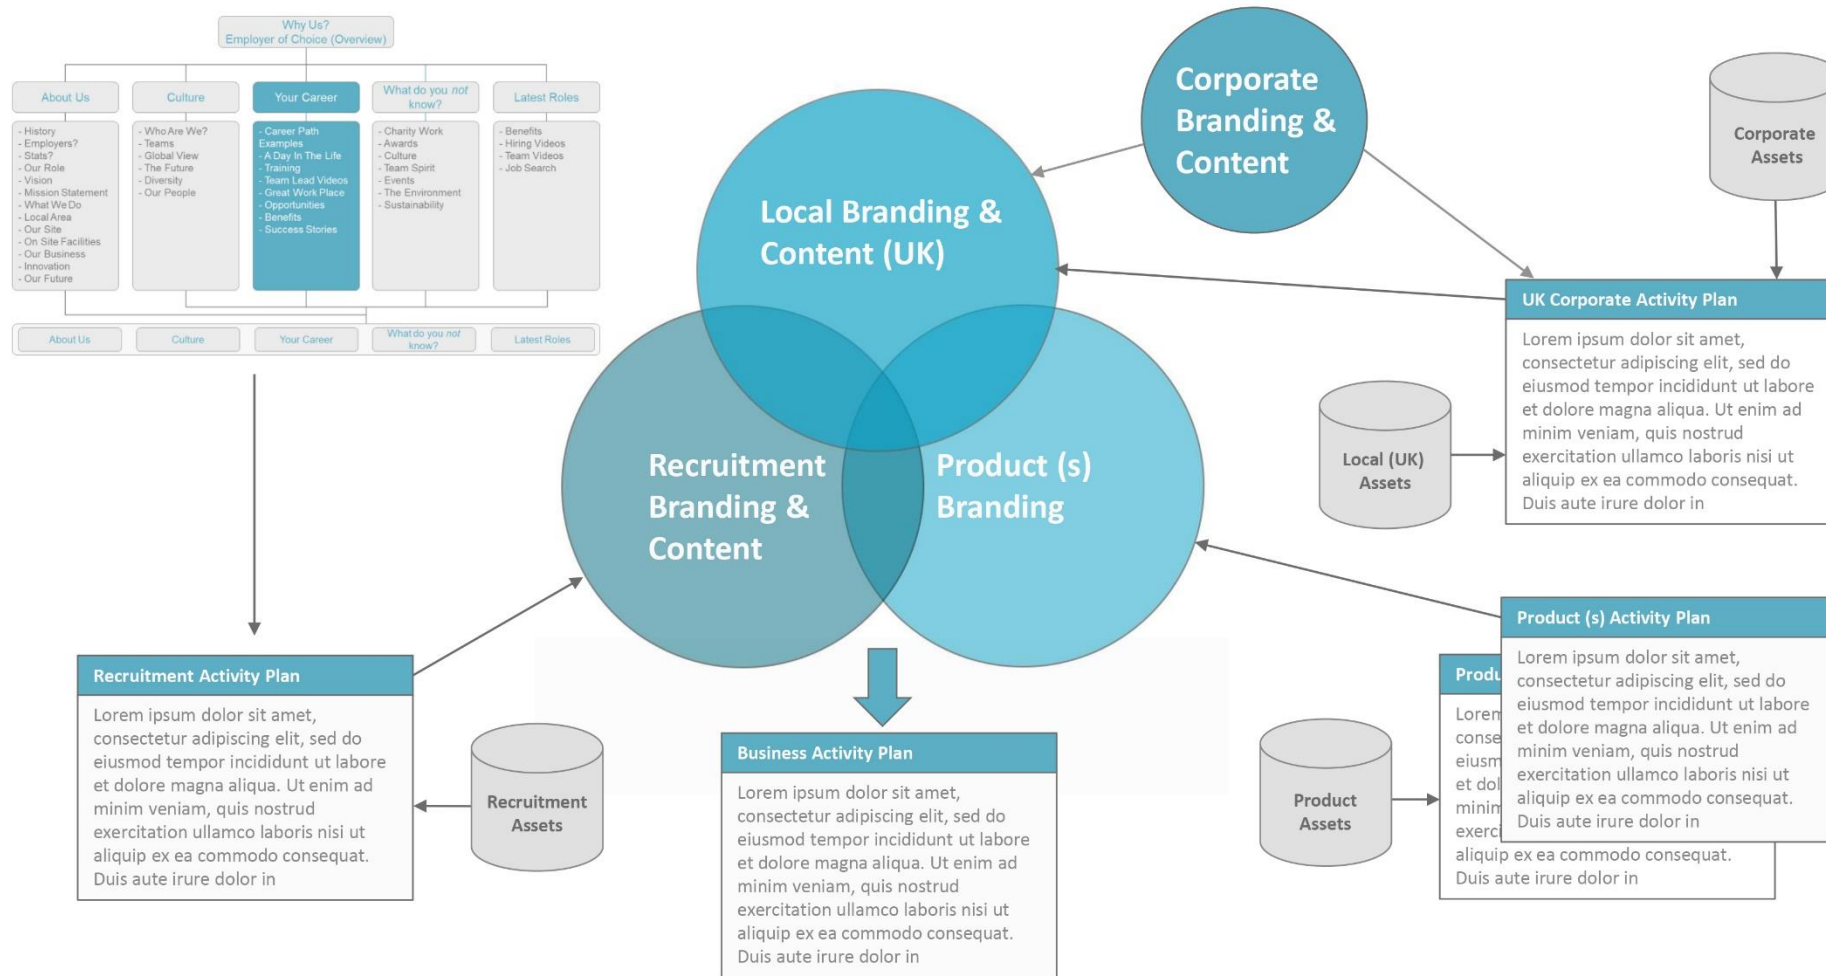 Why Us?
Employer of Choice (Overview)
About Us
Culture
Your Career
What do you not
know?
Latest Roles
- History
- Employers?
- Stats?
- Our Role
- Vision
- Mission Statement
- What We Do
- Local Area
- Our Site
- On Site Facilities
- Our Business
- Innovation
- Our Future
- Who Are We?
- Teams
- Global View
- The Future
- Diversity
- Our People
- Career Path
Examples
- A Day In The Life
- Training
- Team Lead Videos
- Great Work Place
- Opportunities
- Benefits
- Success Stories
- Charity Work
- Awards
- Culture
- Team Spirit
- Events
- The Environment
- Sustainability
- Benefits
- Hiring Videos
- Team Videos
- Job Search
About Us
Culture
Your Career
What do you not
know?
Latest Roles
Corporate
Branding &
Content
Corporate
Assets
Local Branding &
Content (UK)
Recruitment
Branding &
Content
Product (s)
Branding
UK Corporate Activity Plan
Lorem ipsum dolor sit amet,
consectetur adipiscing elit, sed do
eiusmod tempor incididunt ut labore
et dolore magna aliqua. Ut enim ad
minim veniam, quis nostrud
exercitation ullamco laboris nisi ut
aliquip ex ea commodo consequat.
Duis aute irure dolor in
Local (UK)
Assets
Recruitment Activity Plan
Lorem ipsum dolor sit amet,
consectetur adipiscing elit, sed do
eiusmod tempor incididunt ut labore
et dolore magna aliqua. Ut enim ad
minim veniam, quis nostrud
exercitation ullamco laboris nisi ut
aliquip ex ea commodo consequat.
Duis aute irure dolor in
Recruitment
Assets
Business Activity Plan
Lorem ipsum dolor sit amet,
consectetur adipiscing elit, sed do
eiusmod tempor incididunt ut labore
et dolore magna aliqua. Ut enim ad
minim veniam, quis nostrud
exercitation ullamco laboris nisi ut
aliquip ex ea commodo consequat.
Duis aute irure dolor in
Product
Assets
Product (s) Activity Plan
Lorem ipsum dolor sit amet,
consectetur adipiscing elit, sed do
eiusmod tempor incididunt ut labore
et dolore magna aliqua. Ut enim ad
minim veniam, quis nostrud
exercitation ullamco laboris nisi ut
aliquip ex ea commodo consequat.
Duis aute irure dolor in
aliquip ex ea commodo consequat.
Duis aute irure dolor in